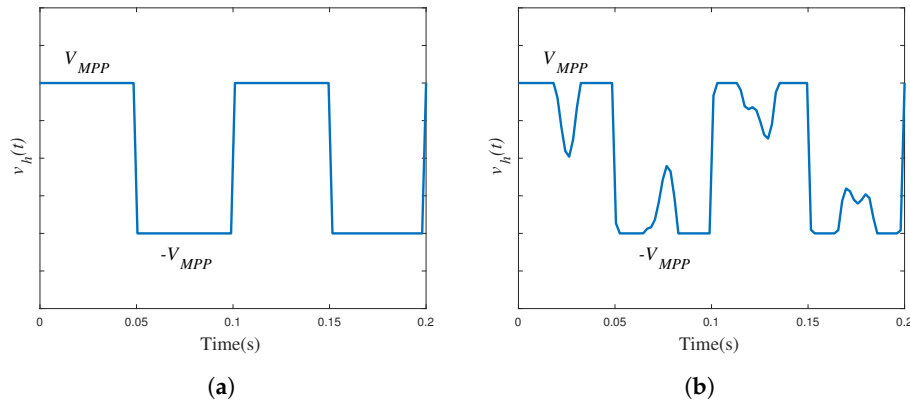 V_MPP
-V_MPP
v_h(t)
0
0.05
0.1
0.15
0.2
Time(s)
(a)
V_MPP
-V_MPP
v_h(t)
0
0.05
0.1
0.15
0.2
Time(s)
(b)